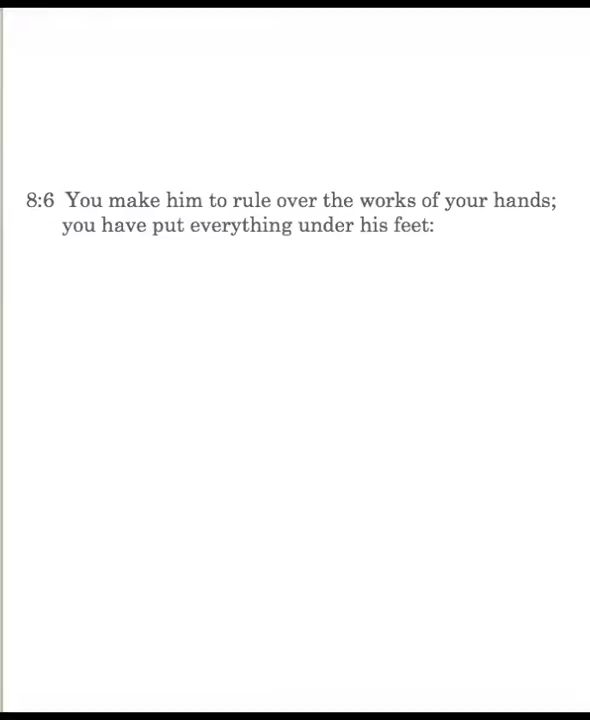 8:6 You make him to rule over the works of your hands;
you have put everything under his feet: